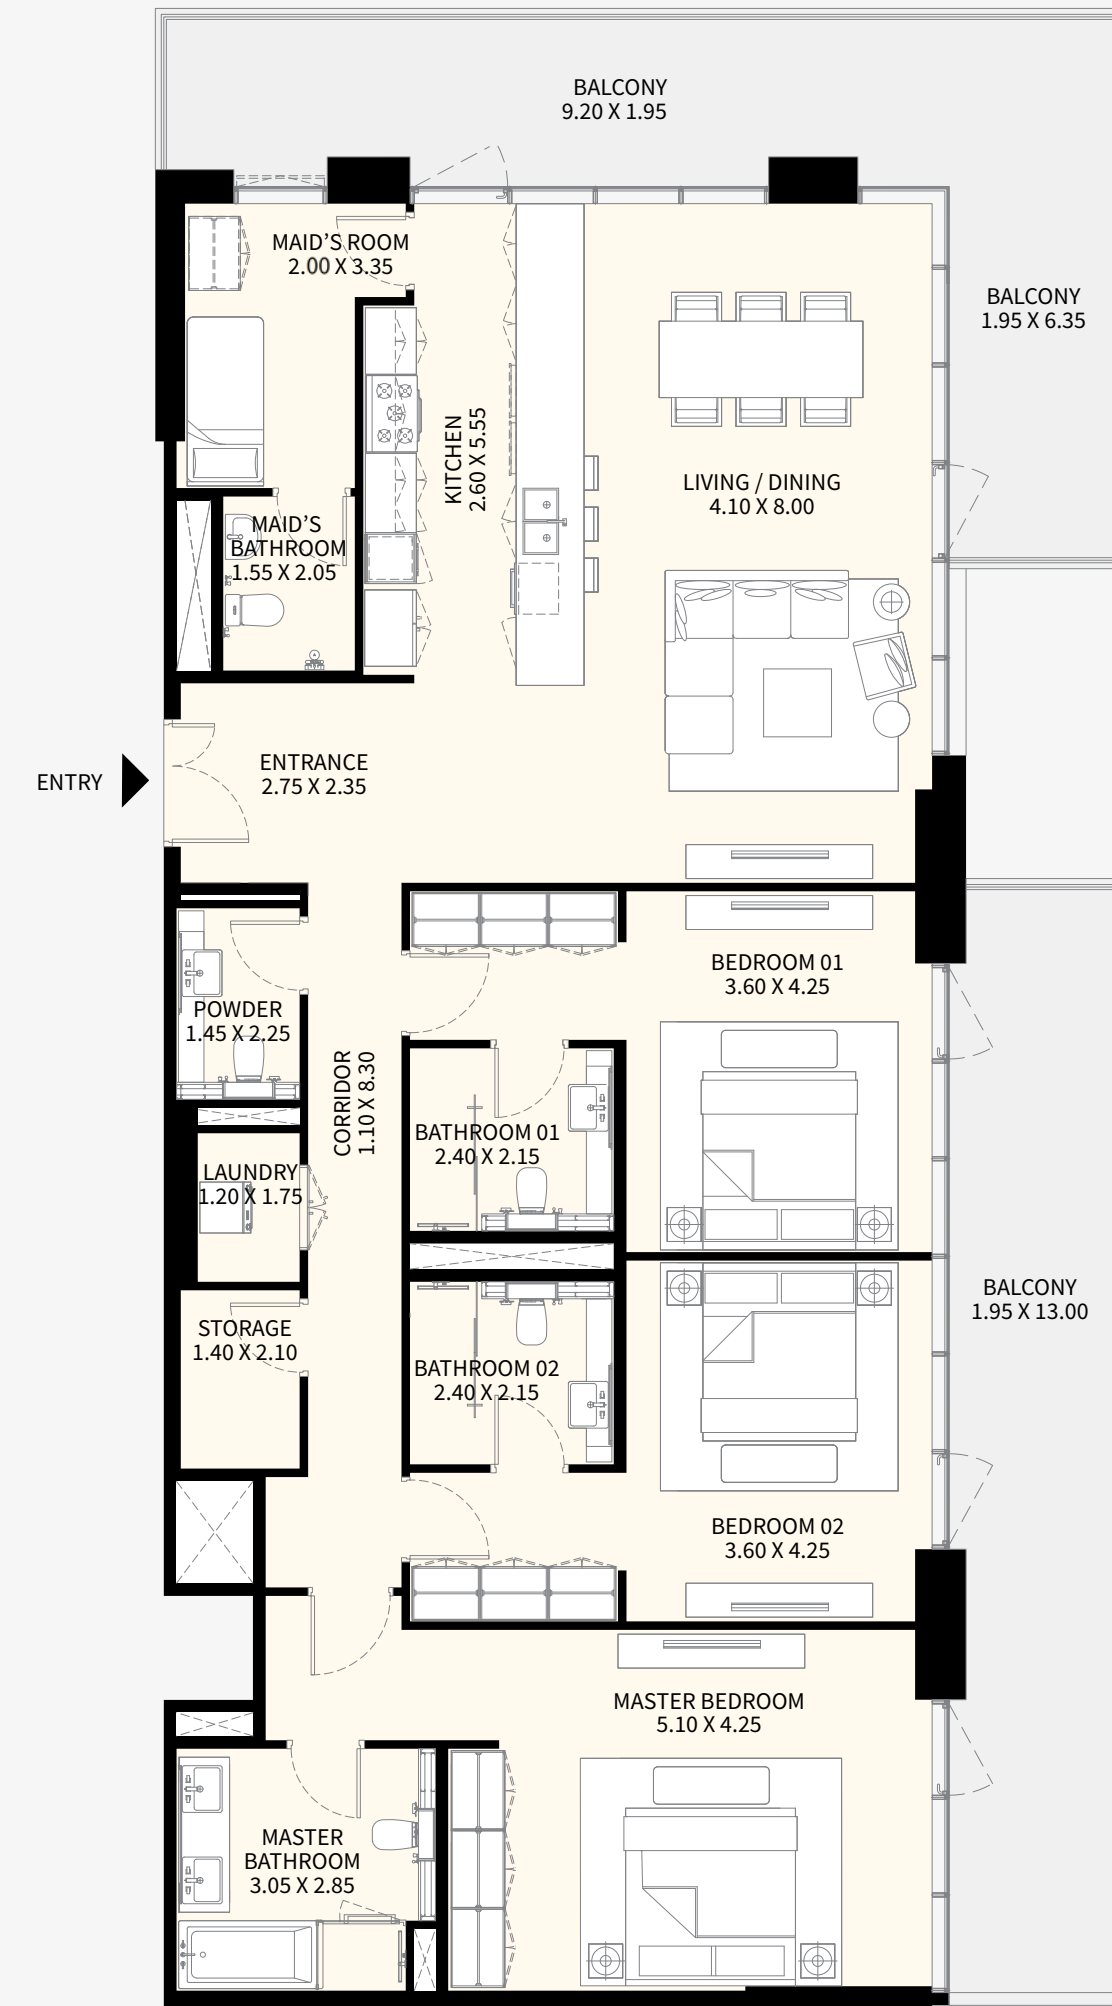 BALCONY
9.20 X 1.95
MAID’S ROOM
2.00 X 3.35
BALCONY
1.95 X 6.35
KITCHEN
2.60 X 5.55
LIVING / DINING
4.10 X 8.00
MAID’S
BATHROOM
1.55 X 2.05
ENTRY
ENTRANCE
2.75 X 2.35
BEDROOM 01
3.60 X 4.25
POWDER
1.45 X 2.25
CORRIDOR
1.10 X 8.30
BATHROOM 01
2.40 X 2.15
LAUNDRY
1.20 X 1.75
BALCONY
1.95 X 13.00
STORAGE
1.40 X 2.10
BATHROOM 02
2.40 X 2.15
BEDROOM 02
3.60 X 4.25
MASTER BEDROOM
5.10 X 4.25
MASTER
BATHROOM
3.05 X 2.85